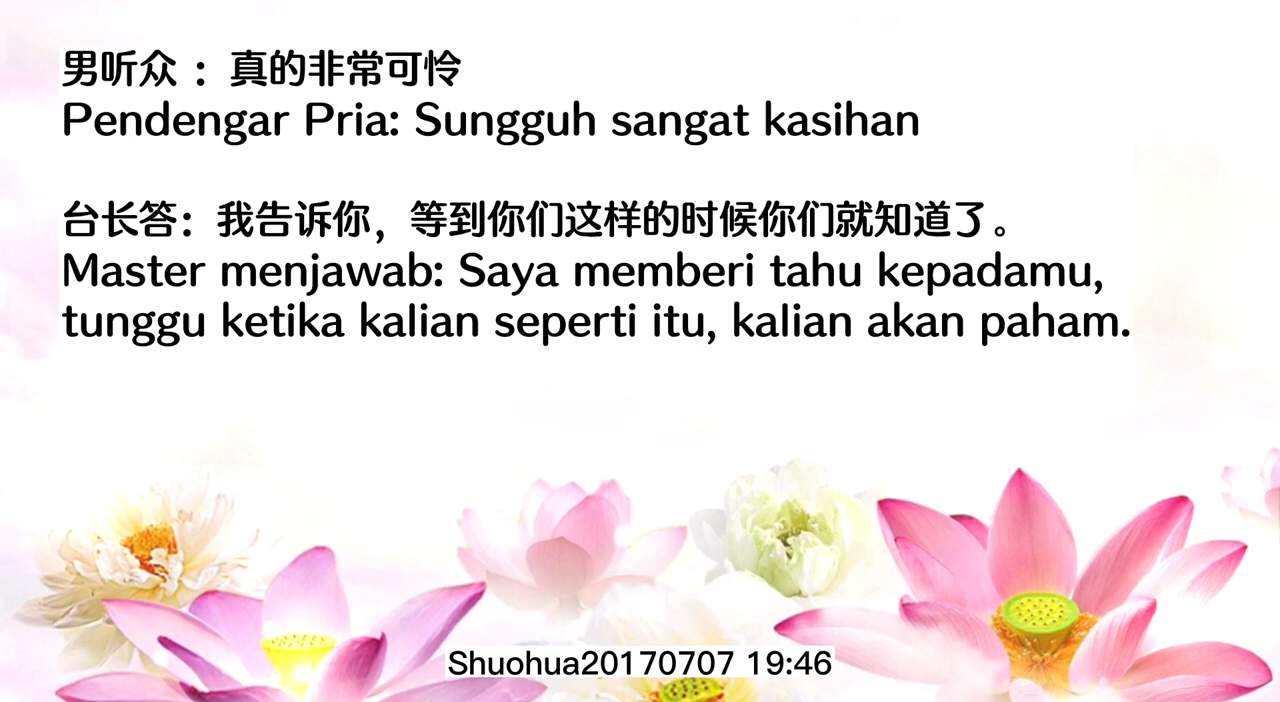 男听众 ：真的非常可怜
Pendengar Pria: Sungguh sangat kasihan
台长答：我告诉你，等到你们这样的时候你们就知道了。
Master menjawab: Saya memberi tahu kepadamu,
tunggu ketika kalian seperti itu, kalian akan paham.
Shuohua20170707 19:46